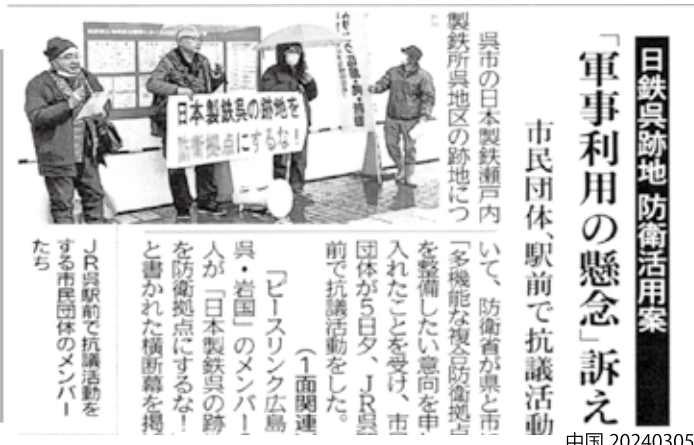 日鉄呉跡地 防衛活用案
「軍事利用の懸念」訴え
市民団体、駅前で抗議活動
呉市の日本製鉄瀬戸内
製鉄所呉地区の跡地につ
いて、防衛省が県と市に
「多機能な複合防衛拠点
を整備したい意向を申し
入れたことを受け、市民
団体が5日夕、JR呉駅
前で抗議活動をした。
(1面関連
「ピースリンク広島・
呉・岩国」のメンバー
人が「日本製鉄呉の跡地
を防衛拠点にするな!
と書かれた横断幕を掲
日本製鉄呉の跡地を
防衛拠点にするな!
JR呉駅前で抗議活動を
する市民団体のメンバー
たち
中国 20240305